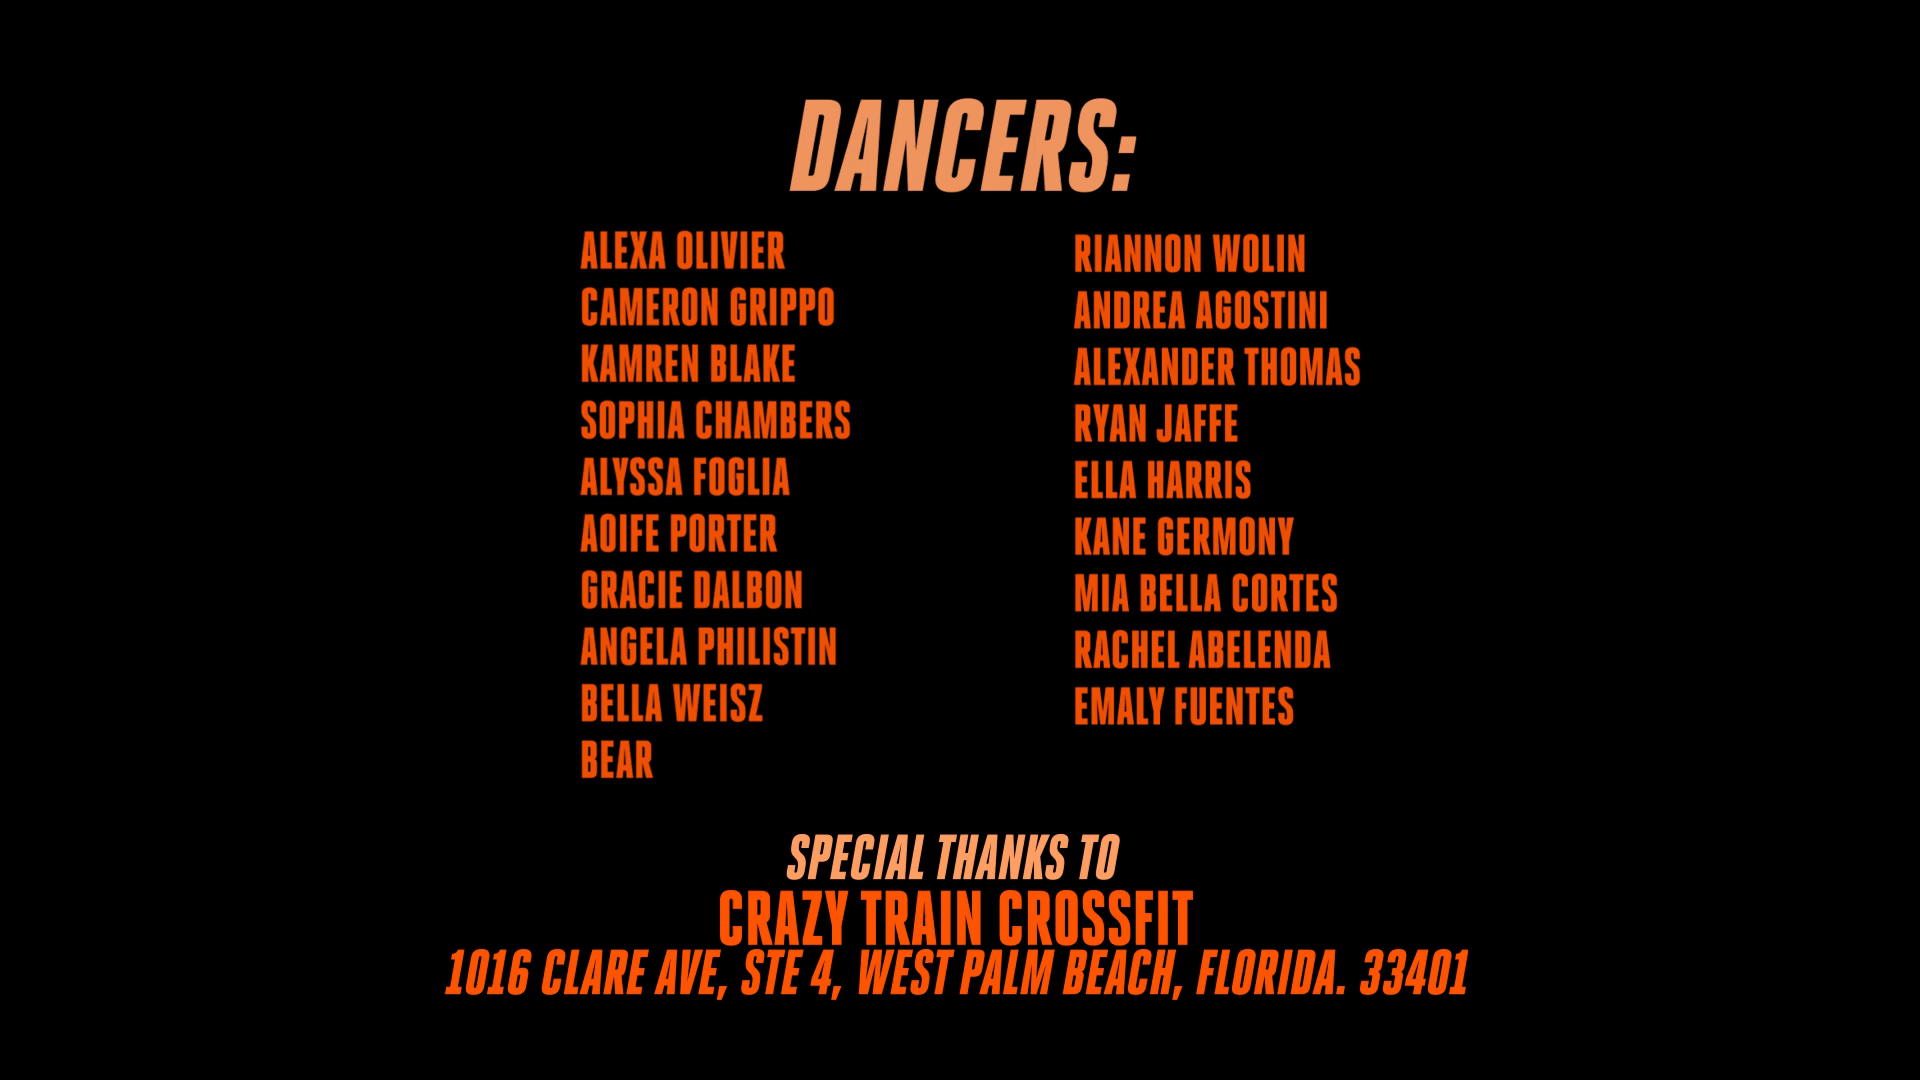 DANCERS:
ALEXA OLIVIER
CAMERON GRIPPO
KAMREN BLAKE
SOPHIA CHAMBERS
ALYSSA FOGLIA
AOIFE PORTER
GRACIE DALBON
ANGELA PHILISTIN
BELLA WEISZ
BEAR
RIANNON WOLIN
ANDREA AGOSTINI
ALEXANDER THOMAS
RYAN JAFFE
ELLA HARRIS
KANE GERMONY
MIA BELLA CORTES
RACHEL ABELENDA
EMALY FUENTES
SPECIAL THANKS TO
CRAZY TRAIN CROSSFIT
1016 CLARE AVE, STE 4, WEST PALM BEACH, FLORIDA. 33401